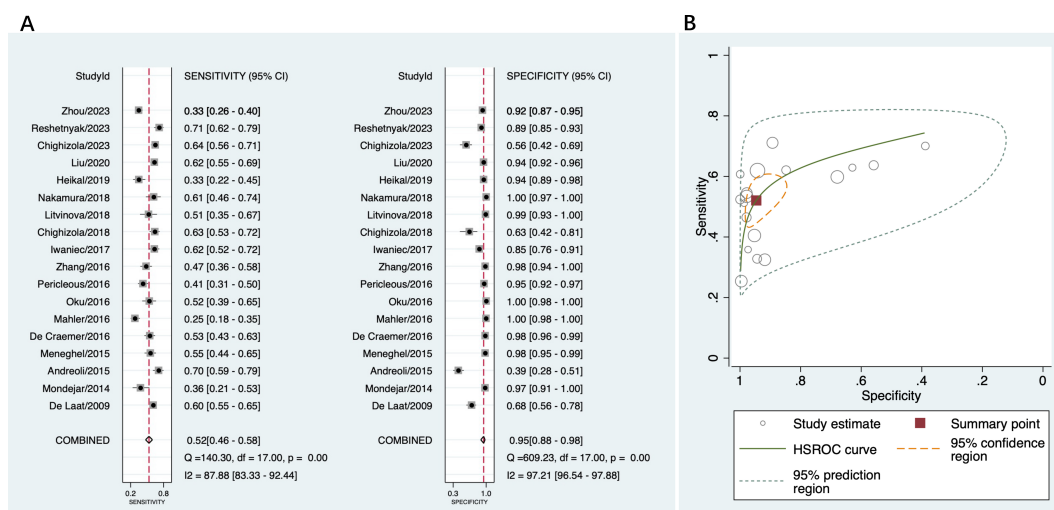 A
StudyId SENSITIVITY (95% CI)
Zhou/2023 0.33 [0.26 - 0.40]
Reshetnyak/2023 0.71 [0.62 - 0.79]
Chighizola/2023 0.64 [0.56 - 0.71]
Liu/2020 0.62 [0.55 - 0.69]
Heikal/2019 0.33 [0.22 - 0.45]
Nakamura/2018 0.61 [0.46 - 0.74]
Litvinova/2018 0.51 [0.35 - 0.67]
Chighizola/2018 0.63 [0.53 - 0.72]
Iwaniec/2017 0.62 [0.52 - 0.72]
Zhang/2016 0.47 [0.36 - 0.58]
Pericleous/2016 0.41 [0.31 - 0.50]
Oku/2016 0.52 [0.39 - 0.65]
Mahler/2016 0.25 [0.18 - 0.35]
De Craemer/2016 0.53 [0.43 - 0.63]
Meneghel/2015 0.55 [0.44 - 0.65]
Andreoli/2015 0.70 [0.59 - 0.79]
Mondejar/2014 0.36 [0.21 - 0.53]
De Laat/2009 0.60 [0.55 - 0.65]
COMBINED 0.52[0.46 - 0.58]
Q =140.30, df = 17.00, p = 0.00
I2 = 87.88 [83.33 - 92.44]
0.2 0.8
SENSITIVITY
StudyId SPECIFICITY (95% CI)
Zhou/2023 0.92 [0.87 - 0.95]
Reshetnyak/2023 0.89 [0.85 - 0.93]
Chighizola/2023 0.56 [0.42 - 0.69]
Liu/2020 0.94 [0.92 - 0.96]
Heikal/2019 0.94 [0.89 - 0.98]
Nakamura/2018 1.00 [0.97 - 1.00]
Litvinova/2018 0.99 [0.93 - 1.00]
Chighizola/2018 0.63 [0.42 - 0.81]
Iwaniec/2017 0.85 [0.76 - 0.91]
Zhang/2016 0.98 [0.94 - 1.00]
Pericleous/2016 0.95 [0.92 - 0.97]
Oku/2016 1.00 [0.98 - 1.00]
Mahler/2016 1.00 [0.98 - 1.00]
De Craemer/2016 0.98 [0.96 - 0.99]
Meneghel/2015 0.98 [0.95 - 0.99]
Andreoli/2015 0.39 [0.28 - 0.51]
Mondejar/2014 0.97 [0.91 - 1.00]
De Laat/2009 0.68 [0.56 - 0.78]
COMBINED 0.95[0.88 - 0.98]
Q =609.23, df = 17.00, p = 0.00
I2 = 97.21 [96.54 - 97.88]
0.3 1.0
SPECIFICITY
B
1
.8
.6
.4
.2
0
Sensitivity
1 .8 .6 .4 .2 0
Specificity
Study estimate
Summary point
HSROC curve
95% confidence
region
95% prediction
region